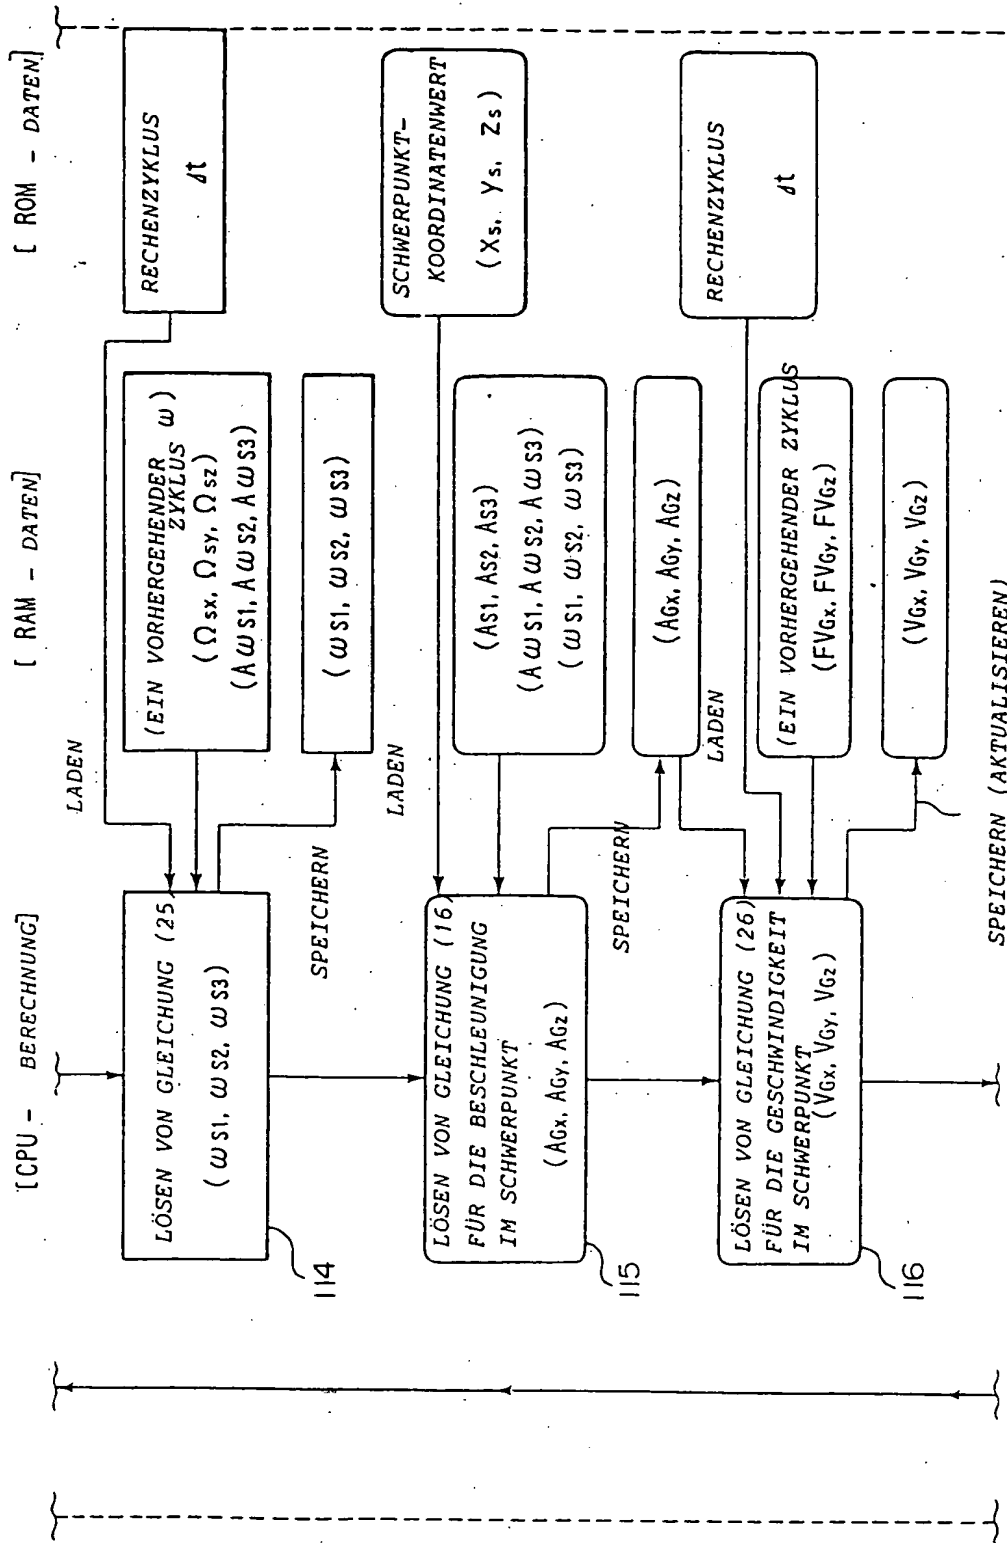 [CPU - BERECHNUNG]
[ RAM - DATEN]
[ ROM - DATEN]
LÖSEN VON GLEICHUNG (25)
(ωS1, ωS2, ωS3)
114
LADEN
(EIN VORHERGEHENDER
ZYKLUS ω)
(ΩSX, ΩSY, ΩSZ)
(AωS1, AωS2, AωS3)
RECHENZYKLUS
Δt
SPEICHERN
(ωS1, ωS2, ωS3)
LADEN
LÖSEN VON GLEICHUNG (16)
FÜR DIE BESCHLEUNIGUNG
IM SCHWERPUNKT
(AGx, AGy, AGz)
115
(AS1, AS2, AS3)
(AωS1, AωS2, AωS3)
(ωS1, ωS2, ωS3)
SCHWERPUNKT-
KOORDINATENWERT
(Xs, Ys, Zs)
SPEICHERN
(AGx, AGy, AGz)
LADEN
LÖSEN VON GLEICHUNG (26)
FÜR DIE GESCHWINDIGKEIT
IM SCHWERPUNKT
(VGx, VGy, VGz)
116
(EIN VORHERGEHENDER ZYKLUS
(FVGx, FVGy, FVGz)
RECHENZYKLUS
Δt
(VGx, VGy, VGz)
SPEICHERN (AKTUALISIEREN)